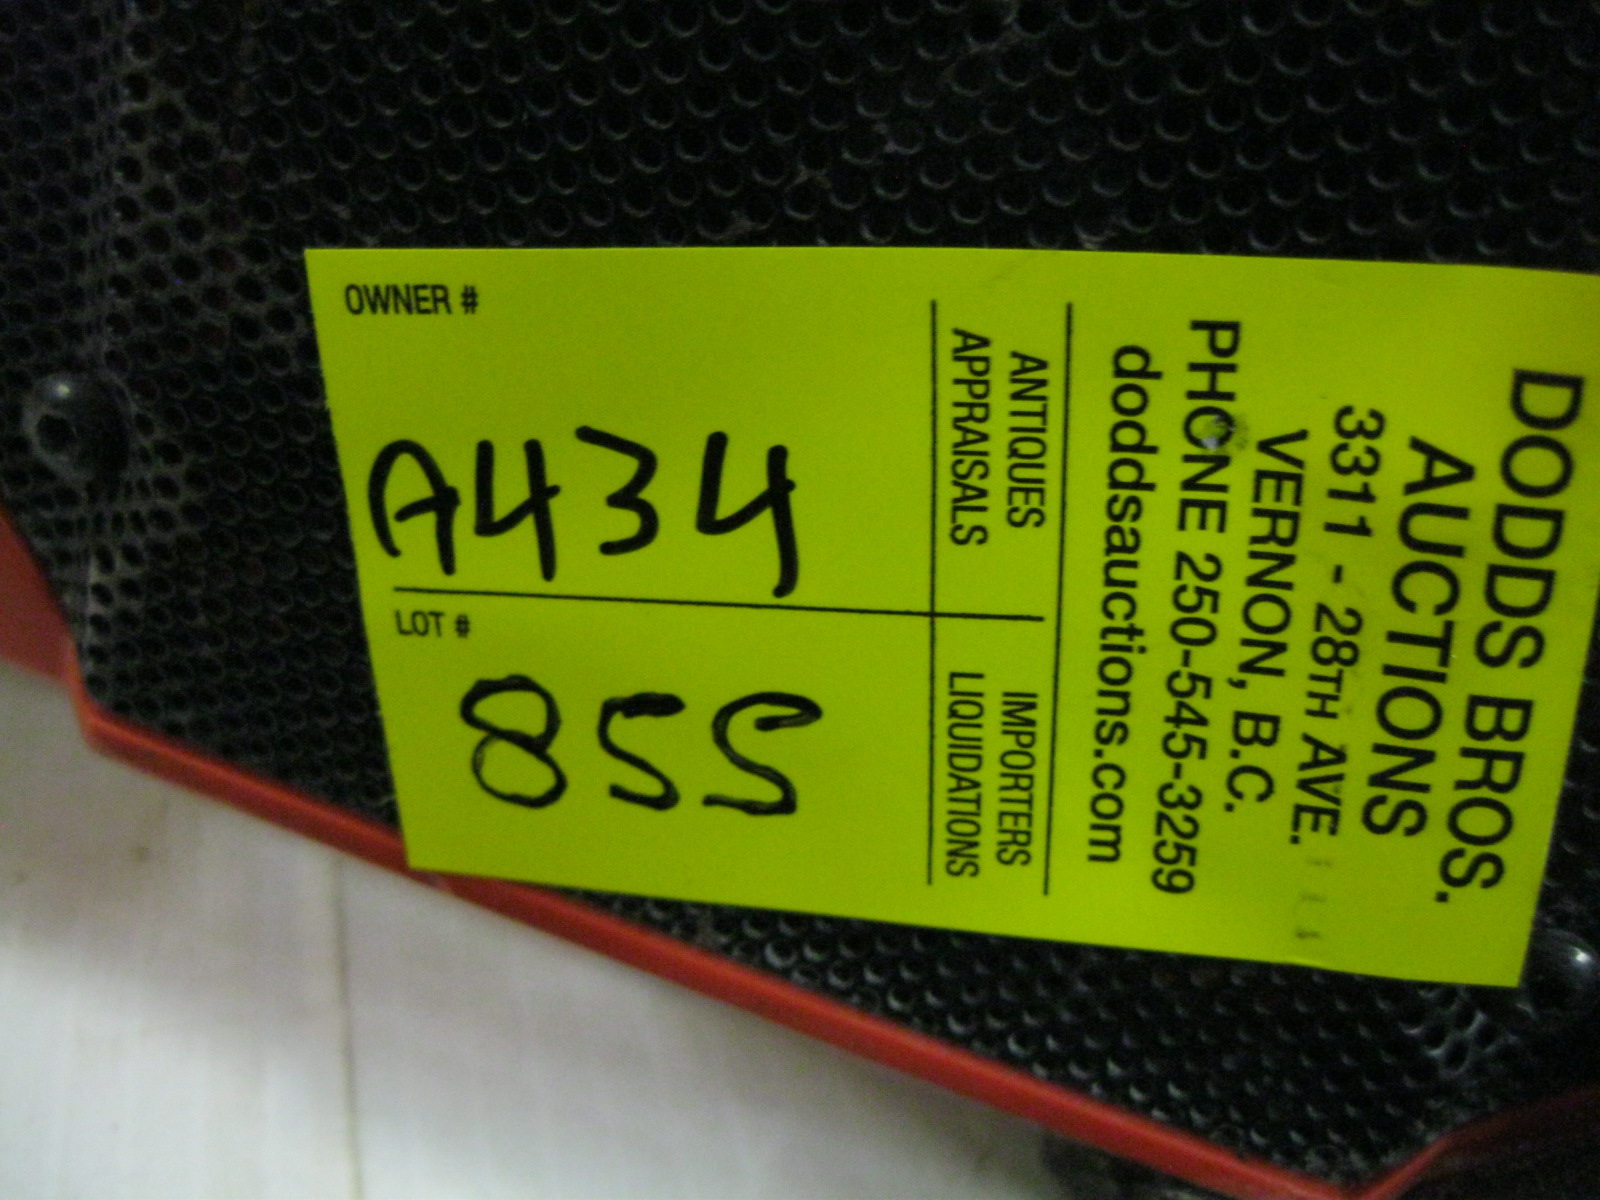 DODDS BROS.
AUCTIONS
3311 - 28TH AVE.
VERNON, B.C.
PHONE 250-545-3259
doddsauctions.com
ANTIQUES
APPRAISALS
IMPORTERS
LIQUIDATIONS
OWNER #
A434
LOT #
855